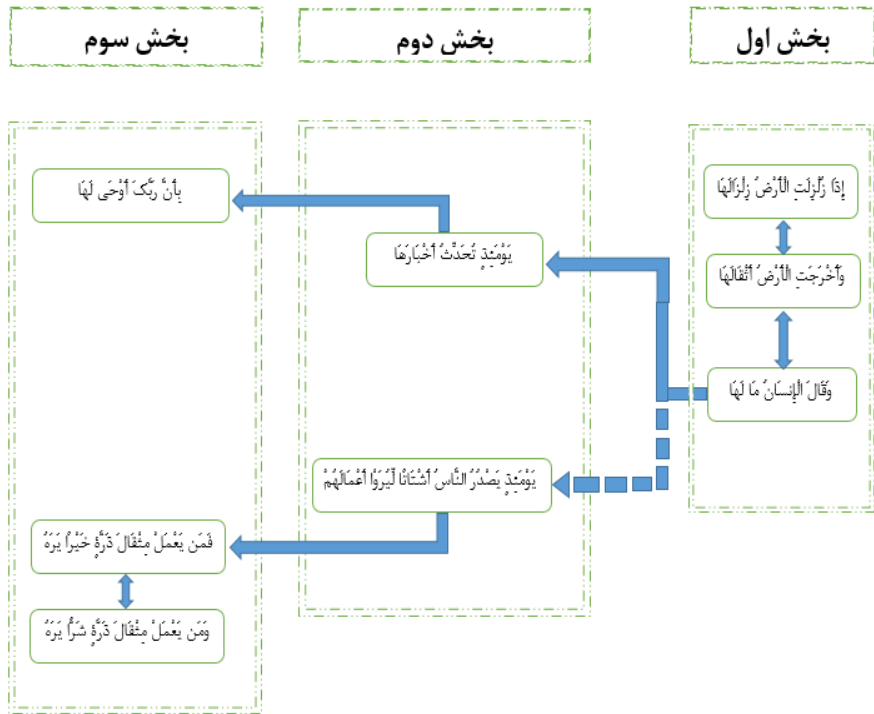 بخش اول
بخش دوم
بخش سوم
إِذَا زُلْزِلَتِ الْأَرْضُ زِلْزَالَهَا
وَأَخْرَجَتِ الْأَرْضُ أَثْقَالَهَا
وَقَالَ الْإِنسَانُ مَا لَهَا
يَوْمَئِذٍ تُحَدِّثُ أَخْبَارَهَا
يَوْمَئِذٍ يَصْدُرُ النَّاسُ أَشْتَاتًا لِّيُرَوْا أَعْمَالَهُمْ
بِأَنَّ رَبَّکَ أَوْحَى لَهَا
فَمَن يَعْمَلْ مِثْقَالَ ذَرَّةٍ خَيْرًا يَرَهُ
وَمَن يَعْمَلْ مِثْقَالَ ذَرَّةٍ شَرًّا يَرَهُ